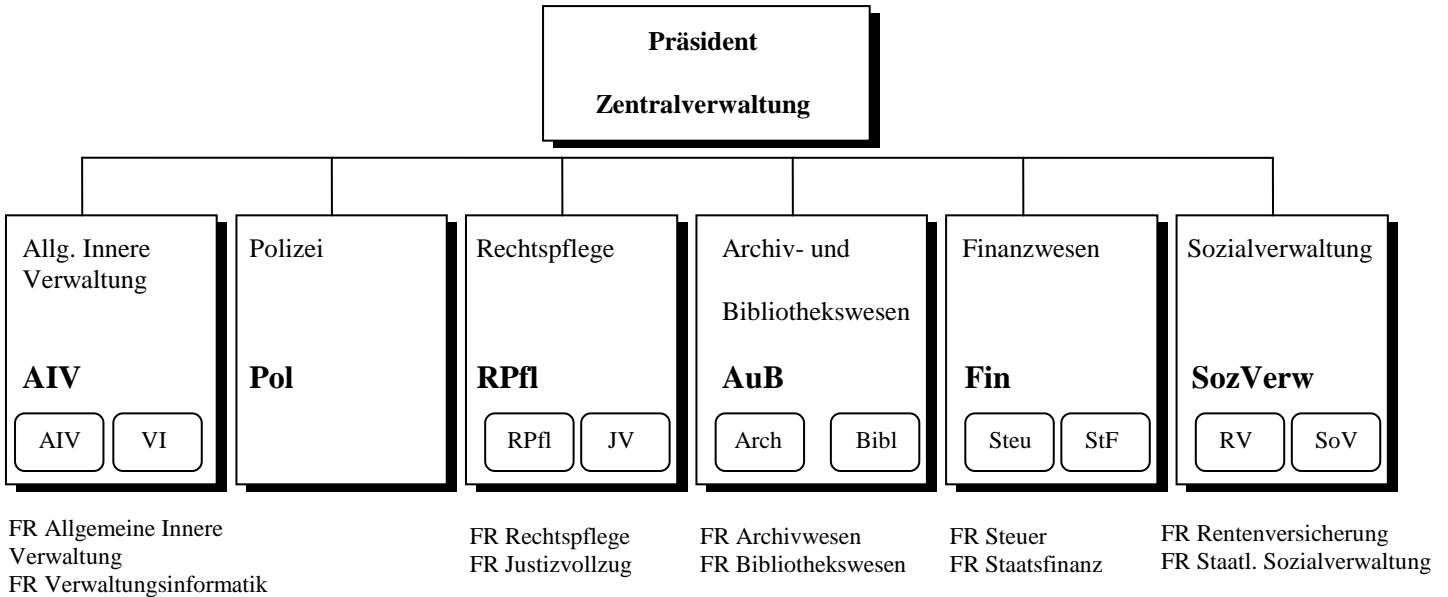 Präsident
Zentralverwaltung
Allg. Innere
Verwaltung
AIV
AIV
VI
Polizei
Pol
Rechtspflege
RPfl
RPfl
JV
Archiv- und
Bibliothekswesen
AuB
Arch
Bibl
Finanzwesen
Fin
Steu
StF
Sozialverwaltung
SozVerw
RV
SoV
FR Allgemeine Innere
Verwaltung
FR Verwaltungsinformatik
FR Rechtspflege
FR Justizvollzug
FR Archivwesen
FR Bibliothekswesen
FR Steuer
FR Staatsfinanz
FR Rentenversicherung
FR Staatl. Sozialverwaltung